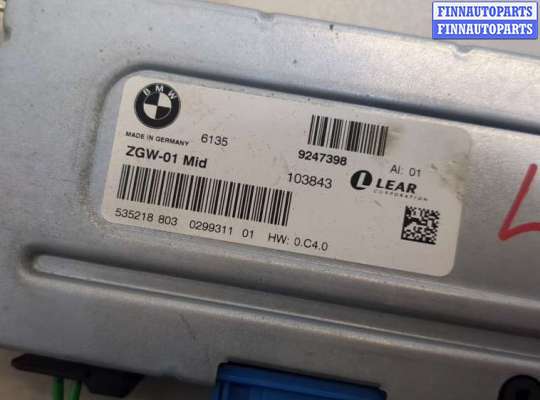 FINNAUTOPARTS
FINNAUTOPARTS
BMW
MADE IN GERMANY 6135
9247398 AI: 01
ZGW-01 Mid
103843 LEAR
CORPORATION
535218 803 0299311 01 HW: 0.C4.0